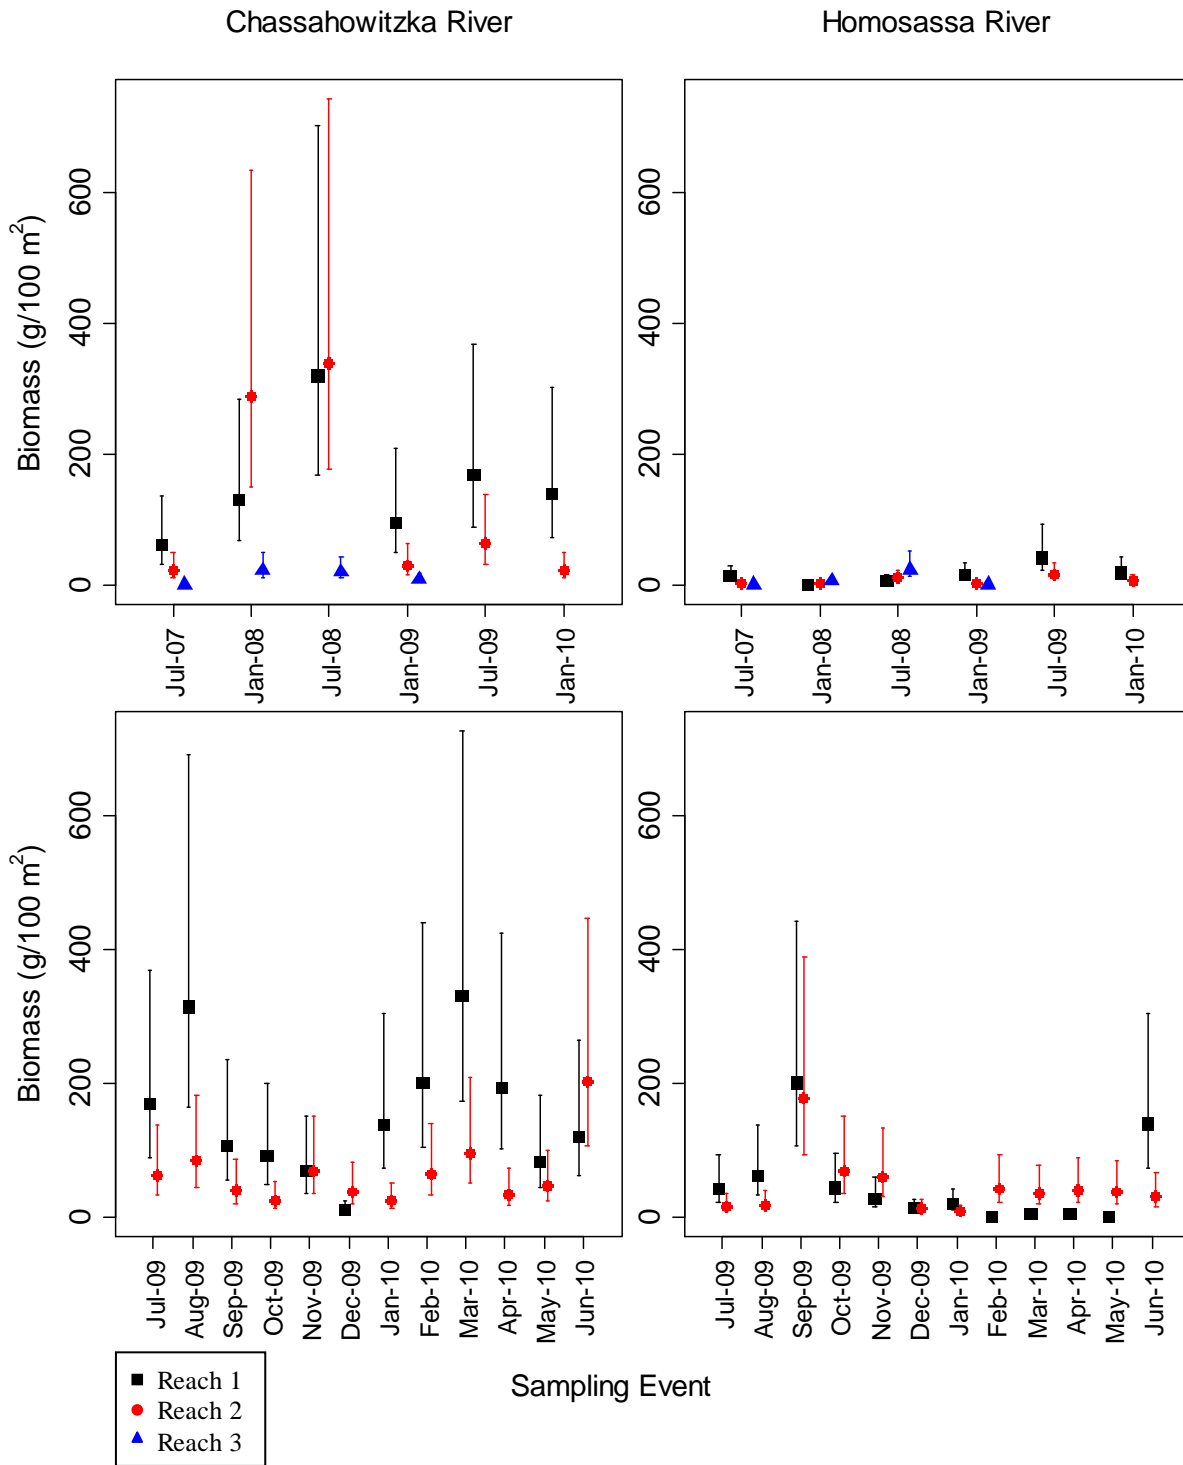 Chassahowitzka River
Homosassa River
Biomass (g/100 m²)
0
200
400
600
Jul-07
Jan-08
Jul-08
Jan-09
Jul-09
Jan-10
0
200
400
600
Jul-07
Jan-08
Jul-08
Jan-09
Jul-09
Jan-10
Biomass (g/100 m²)
0
200
400
600
Jul-09
Aug-09
Sep-09
Oct-09
Nov-09
Dec-09
Jan-10
Feb-10
Mar-10
Apr-10
May-10
Jun-10
0
200
400
600
Jul-09
Aug-09
Sep-09
Oct-09
Nov-09
Dec-09
Jan-10
Feb-10
Mar-10
Apr-10
May-10
Jun-10
Sampling Event
Reach 1
Reach 2
Reach 3